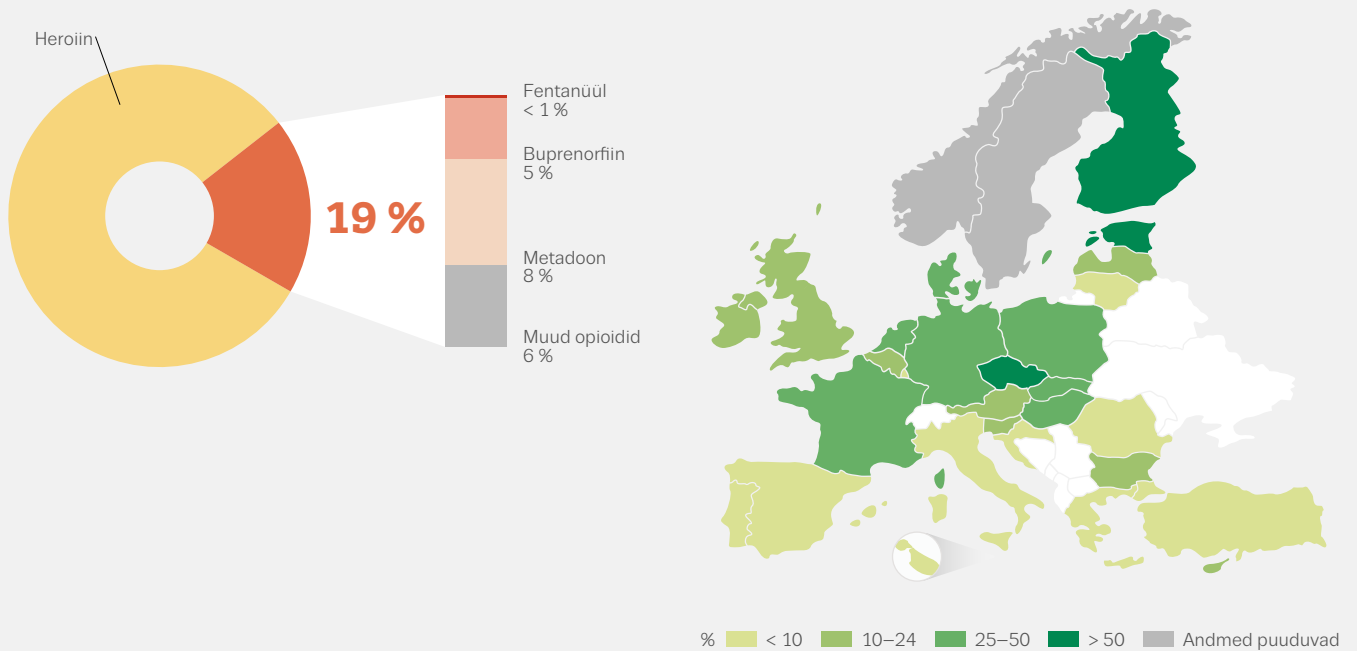 Heroiin
19 %
Fentanüül
< 1 %
Buprenorfiin
5 %
Metadoon
8 %
Muud opioidid
6 %
% < 10 10–24 25–50 > 50 Andmed puuduvad